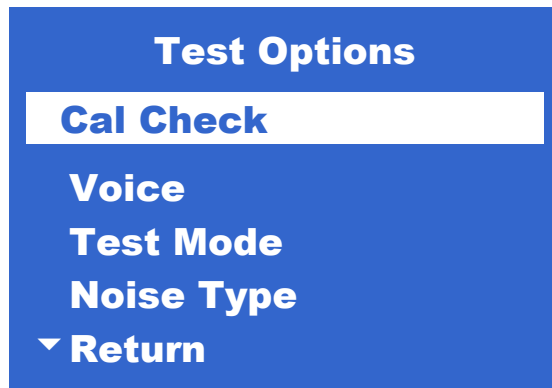 Test Options
Cal Check
Voice
Test Mode
Noise Type
Return